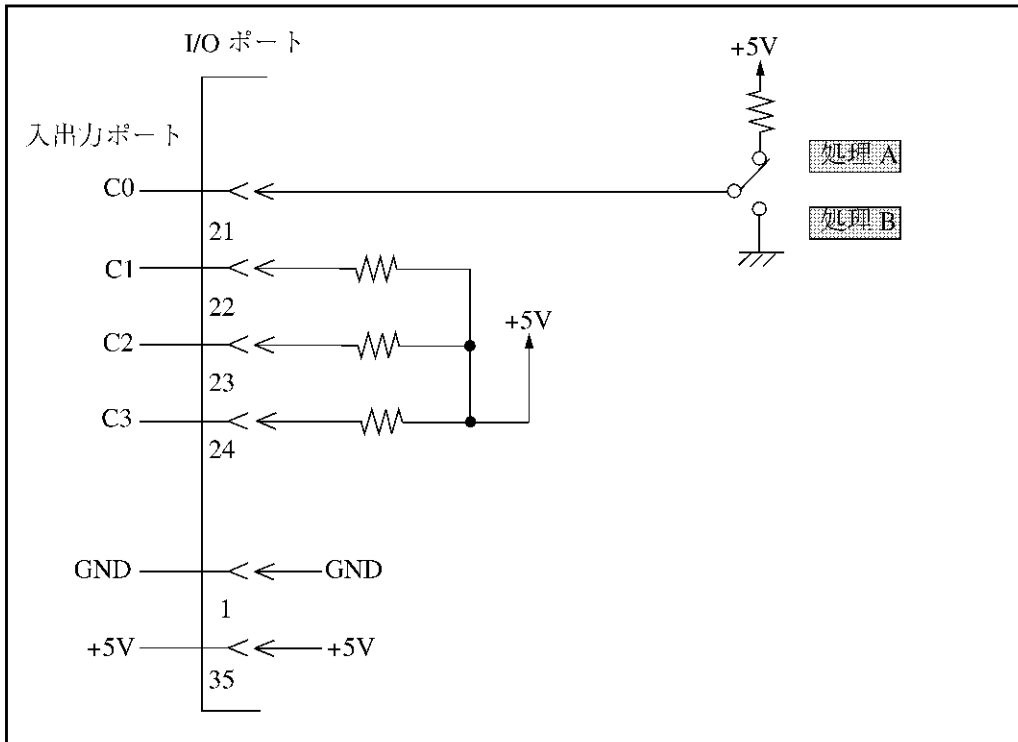 I/O ポート
+5V
入出力ポート
処理 A
C0
処理 B
21
C1
22
+5V
C2
23
C3
24
GND
GND
1
+5V
+5V
35